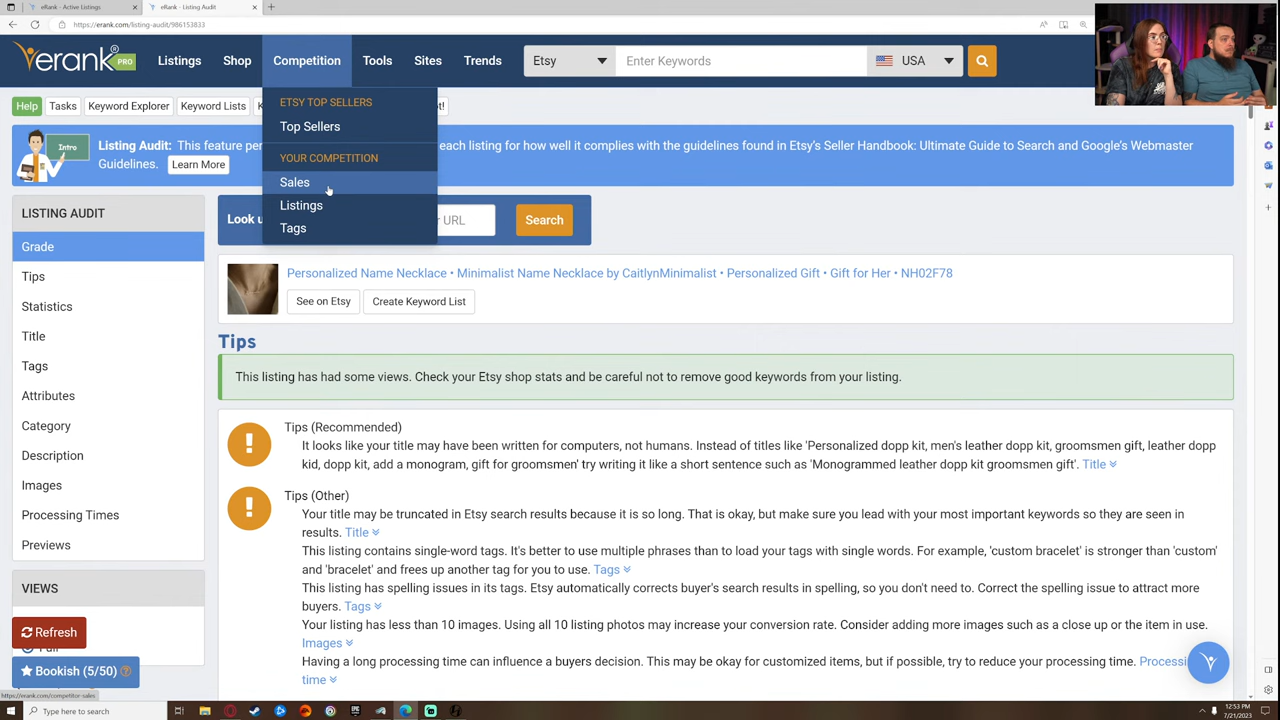 eRank - Active Listings
eRank - Listing Audit
https://erank.com/listing-audit/986153833
erank® PRO
Listings
Shop
Competition
Tools
Sites
Trends
Etsy
Enter Keywords
USA
Help
Tasks
Keyword Explorer
Keyword Lists
ETSY TOP SELLERS
Top Sellers
YOUR COMPETITION
Sales
Listings
Tags
Intro
Listing Audit: This feature per
each listing for how well it complies with the guidelines found in Etsy's Seller Handbook: Ultimate Guide to Search and Google's Webmaster
Guidelines.
Learn More
LISTING AUDIT
Grade
Tips
Statistics
Title
Tags
Attributes
Category
Description
Images
Processing Times
Previews
VIEWS
Refresh
Bookish (5/50)
https://erank.com/competitor-sales
Look u
r URL
Search
Personalized Name Necklace • Minimalist Name Necklace by CaitlynMinimalist • Personalized Gift • Gift for Her • NH02F78
See on Etsy
Create Keyword List
Tips
This listing has had some views. Check your Etsy shop stats and be careful not to remove good keywords from your listing.
Tips (Recommended)
It looks like your title may have been written for computers, not humans. Instead of titles like 'Personalized dopp kit, men's leather dopp kit, groomsmen gift, leather dopp
kid, dopp kit, add a monogram, gift for groomsmen' try writing it like a short sentence such as 'Monogrammed leather dopp kit groomsmen gift'. Title
Tips (Other)
Your title may be truncated in Etsy search results because it is so long. That is okay, but make sure you lead with your most important keywords so they are seen in
results. Title
This listing contains single-word tags. It's better to use multiple phrases than to load your tags with single words. For example, 'custom bracelet' is stronger than 'custom'
and 'bracelet' and frees up another tag for you to use. Tags
This listing has spelling issues in its tags. Etsy automatically corrects buyer's search results in spelling, so you don't need to. Correct the spelling issue to attract more
buyers. Tags
Your listing has less than 10 images. Using all 10 listing photos may increase your conversion rate. Consider adding more images such as a close up or the item in use.
Images
Having a long processing time can influence a buyers decision. This may be okay for customized items, but if possible, try to reduce your processing time. Processi
time
Type here to search
12:53 PM
7/21/2023